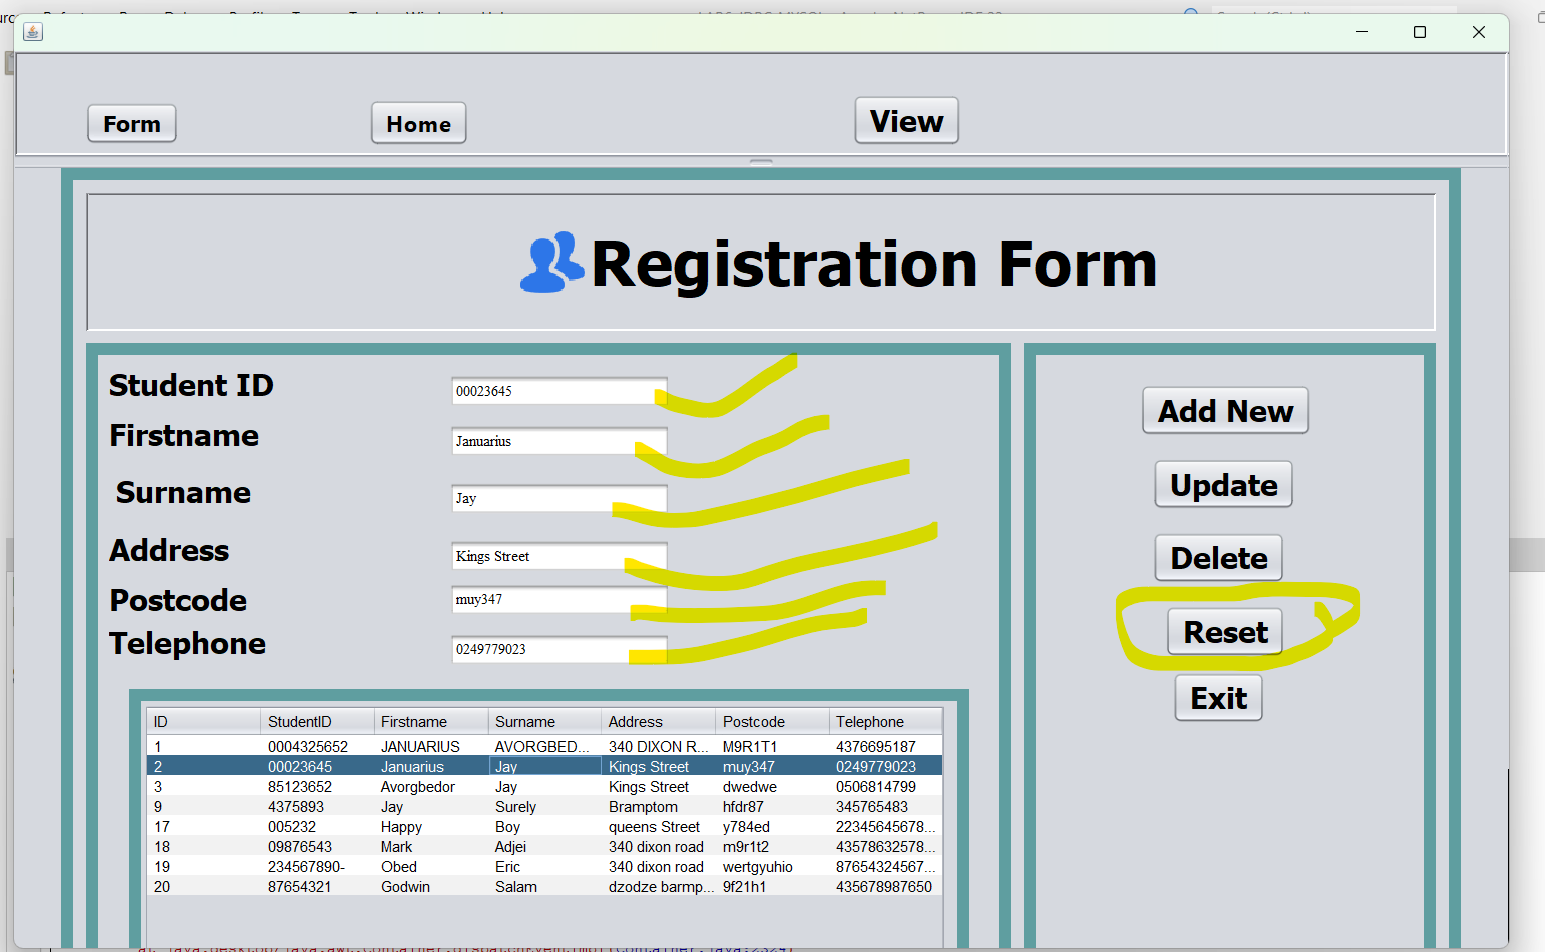 Form Home View
Registration Form
Student ID 00023645
Firstname Januarius
Surname Jay
Address Kings Street
Postcode muy347
Telephone 0249779023
Add New
Update
Delete
Reset
Exit
ID StudentID Firstname Surname Address Postcode Telephone
1 0004325652 JANUARIUS AVORGBED... 340 DIXON R... M9R1T1 4376695187
2 00023645 Januarius Jay Kings Street muy347 0249779023
3 85123652 Avorgbedor Jay Kings Street dwedwe 0506814799
9 4375893 Jay Surely Bramptom hfdr87 345765483
17 005232 Happy Boy queens Street y784ed 22345645678...
18 09876543 Mark Adjei 340 dixon road m9r1t2 43578632578...
19 234567890- Obed Eric 340 dixon road wertgyuhio 87654324567...
20 87654321 Godwin Salam dzodze barmp... 9f21h1 435678987650